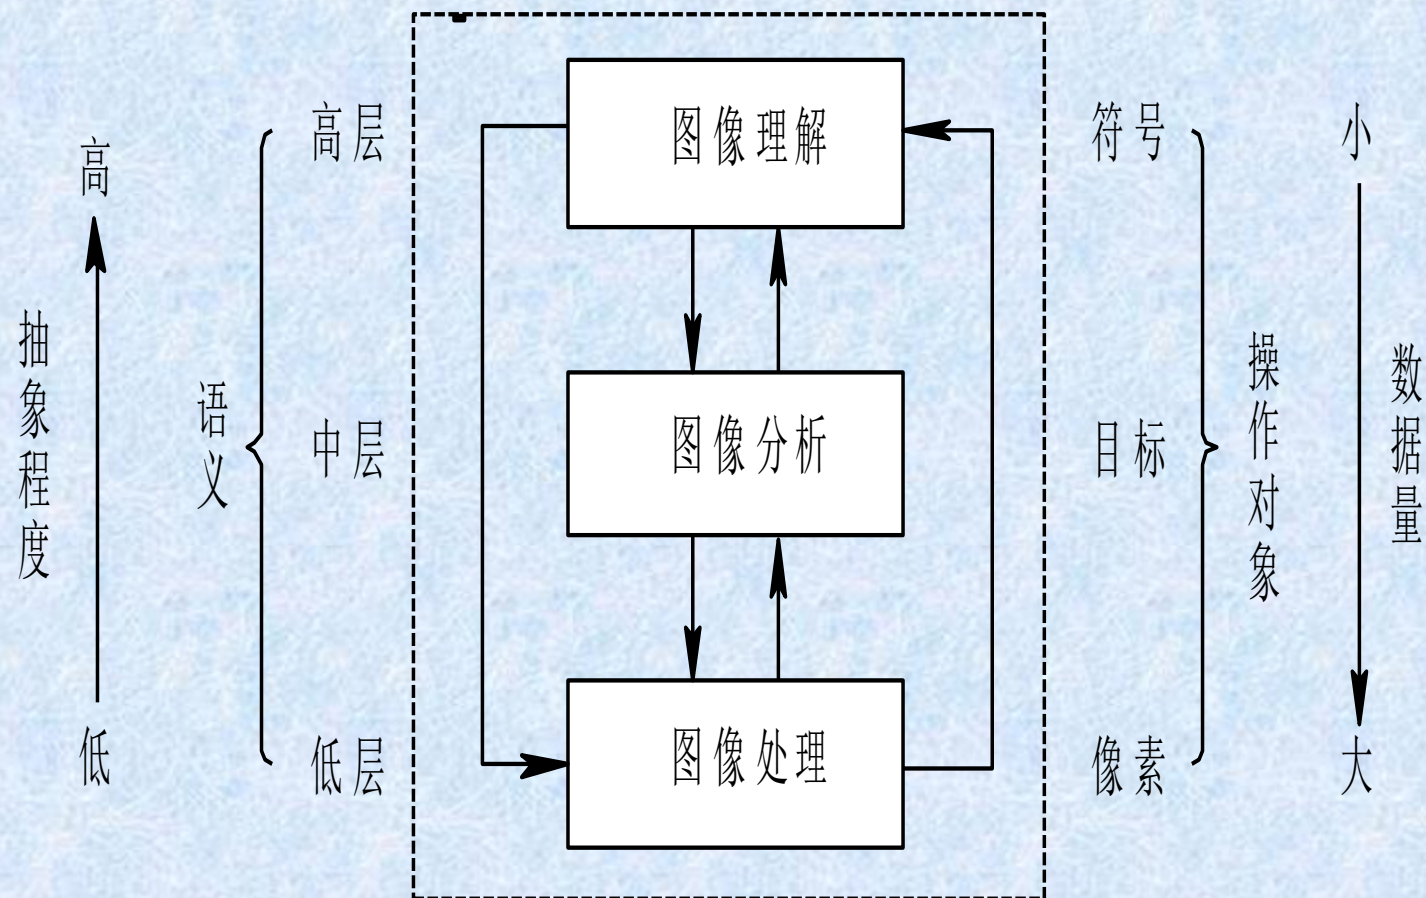 高
低
抽象程度
语义
高层
中层
低层
图像理解
图像分析
图像处理
符号
目标
像素
操作对象
小
大
数据量